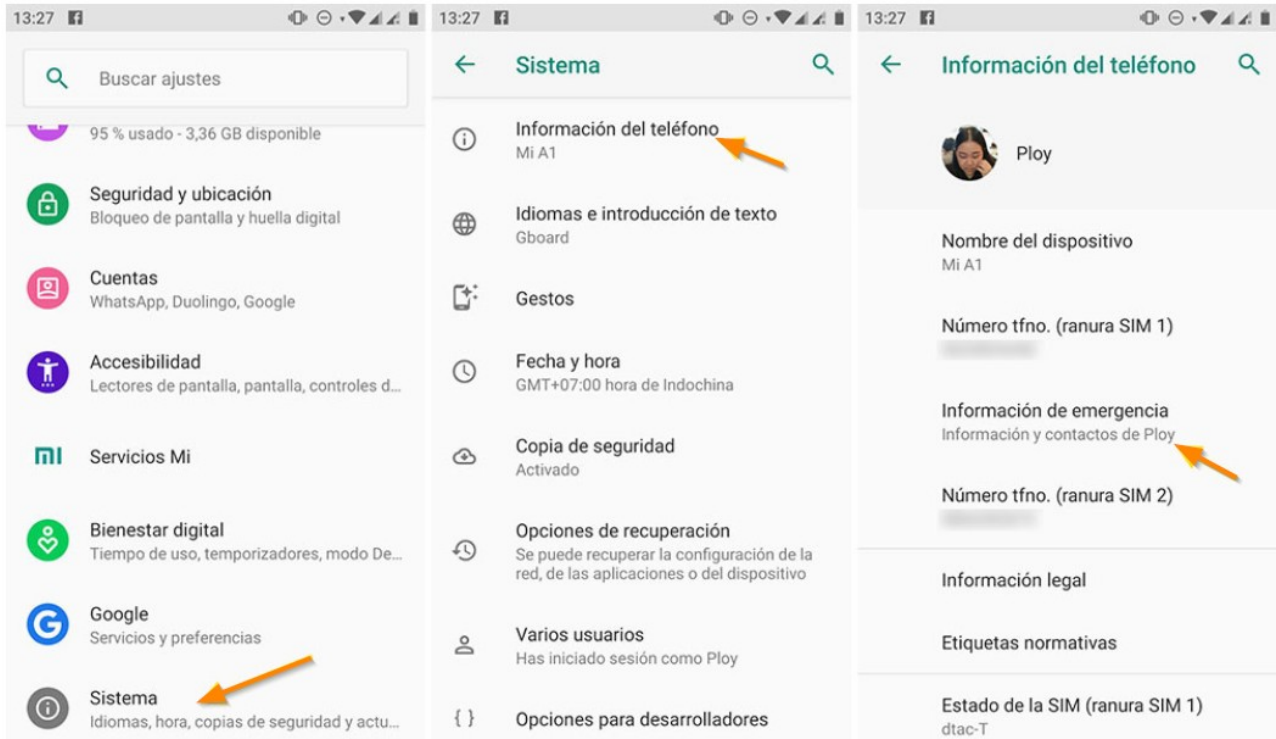 13:27
Buscar ajustes
95 % usado - 3,36 GB disponible
Seguridad y ubicación
Bloqueo de pantalla y huella digital
Cuentas
WhatsApp, Duolingo, Google
Accesibilidad
Lectores de pantalla, pantalla, controles d...
Servicios Mi
Bienestar digital
Tiempo de uso, temporizadores, modo De...
Google
Servicios y preferencias
Sistema
Idiomas, hora, copias de seguridad y actu...
13:27
Sistema
Información del teléfono
Mi A1
Idiomas e introducción de texto
Gboard
Gestos
Fecha y hora
GMT+07:00 hora de Indochina
Copia de seguridad
Activado
Opciones de recuperación
Se puede recuperar la configuración de la
red, de las aplicaciones o del dispositivo
Varios usuarios
Has iniciado sesión como Ploy
Opciones para desarrolladores
13:27
Información del teléfono
Ploy
Nombre del dispositivo
Mi A1
Número tfno. (ranura SIM 1)
Información de emergencia
Información y contactos de Ploy
Número tfno. (ranura SIM 2)
Información legal
Etiquetas normativas
Estado de la SIM (ranura SIM 1)
dtac-T